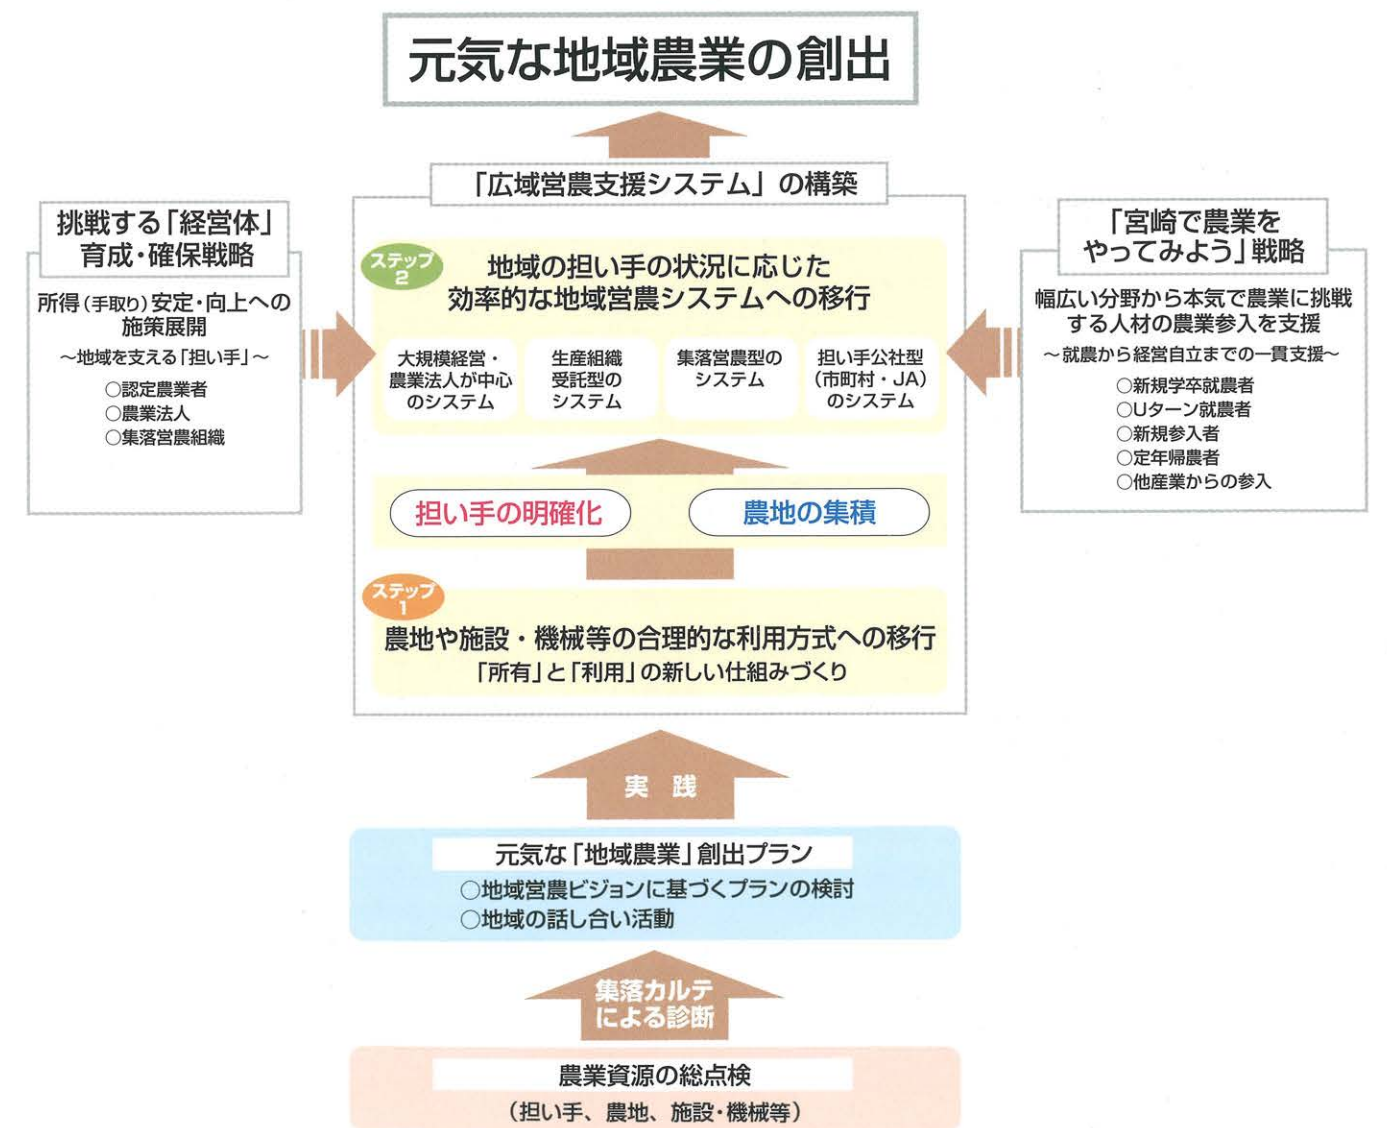 元気な地域農業の創出
「広域営農支援システム」の構築
挑戦する「経営体」
育成・確保戦略
所得（手取り）安定・向上への
施策展開
～地域を支える「担い手」～
○認定農業者
○農業法人
○集落営農組織
ステップ
2
地域の担い手の状況に応じた
効率的な地域営農システムへの移行
大規模経営・
農業法人が中心
のシステム
生産組織
受託型の
システム
集落営農型の
システム
担い手公社型
（市町村・JA）
のシステム
担い手の明確化
農地の集積
ステップ
1
農地や施設・機械等の合理的な利用方式への移行
「所有」と「利用」の新しい仕組みづくり
「宮崎で農業を
やってみよう」戦略
幅広い分野から本気で農業に挑戦
する人材の農業参入を支援
～就農から経営自立までの一貫支援～
○新規学卒就農者
○Uターン就農者
○新規参入者
○定年帰農者
○他産業からの参入
実　践
元気な「地域農業」創出プラン
○地域営農ビジョンに基づくプランの検討
○地域の話し合い活動
集落カルテ
による診断
農業資源の総点検
（担い手、農地、施設・機械等）